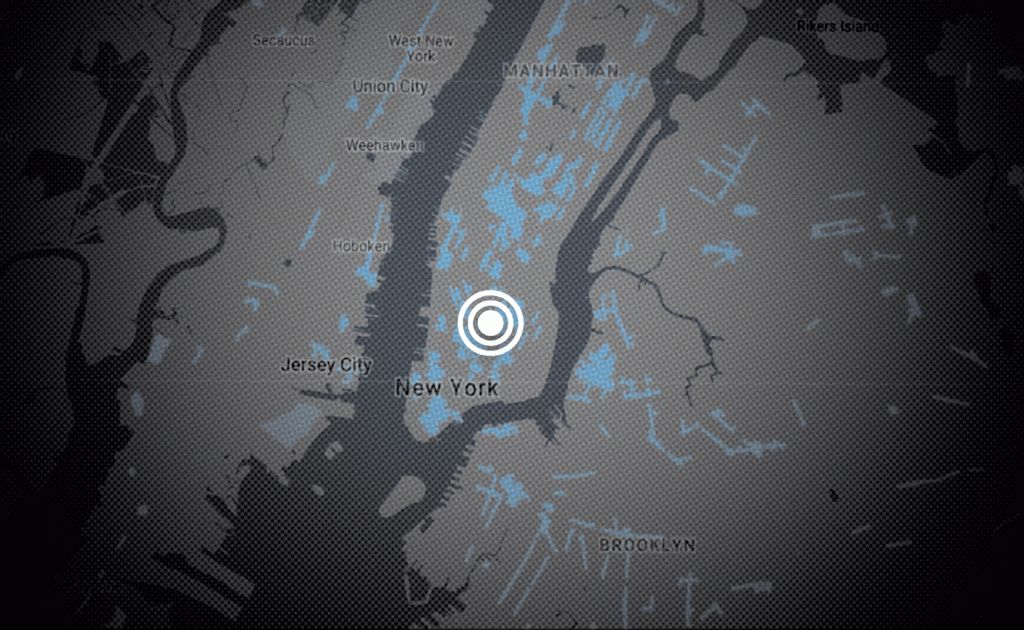 Rikers Island
Secaucus
West New
York
MANHATTAN
Union City
Weehawken
Hoboken
Jersey City
New York
BROOKLYN